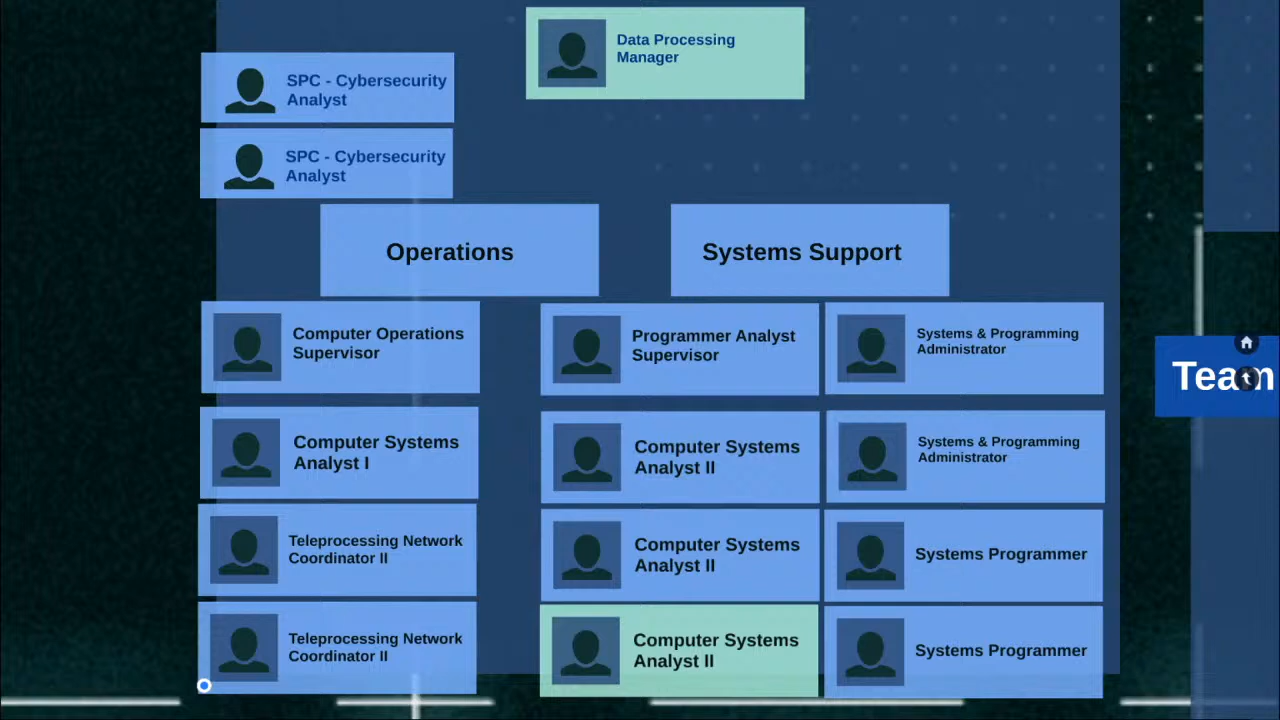 Data Processing
Manager
SPC - Cybersecurity
Analyst
SPC - Cybersecurity
Analyst
Operations
Systems Support
Computer Operations
Supervisor
Programmer Analyst
Supervisor
Systems & Programming
Administrator
Team
Computer Systems
Analyst I
Computer Systems
Analyst II
Systems & Programming
Administrator
Teleprocessing Network
Coordinator II
Computer Systems
Analyst II
Systems Programmer
Teleprocessing Network
Coordinator II
Computer Systems
Analyst II
Systems Programmer